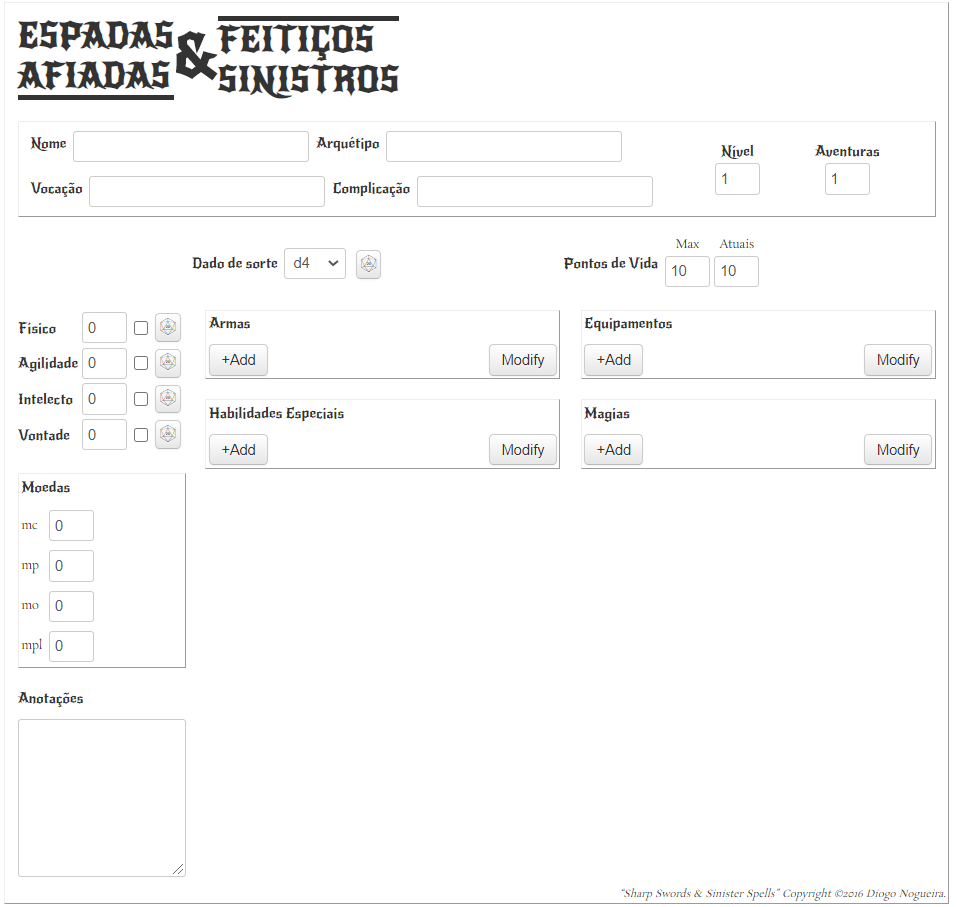 ESPADAS
AFIADAS
&
FEITIÇOS
SINISTROS
Nome Arquétipo
Nível Aventuras
1 1
Vocação Complicação
Dado de sorte d4
Max Atuais
Pontos de Vida 10 10
Físico 0
Agilidade 0
Intelecto 0
Vontade 0
Armas
+Add Modify
Equipamentos
+Add Modify
Habilidades Especiais
+Add Modify
Magias
+Add Modify
Moedas
mc 0
mp 0
mo 0
mpl 0
Anotações
"Sharp Swords & Sinister Spells" Copyright ©2016 Diogo Nogueira.